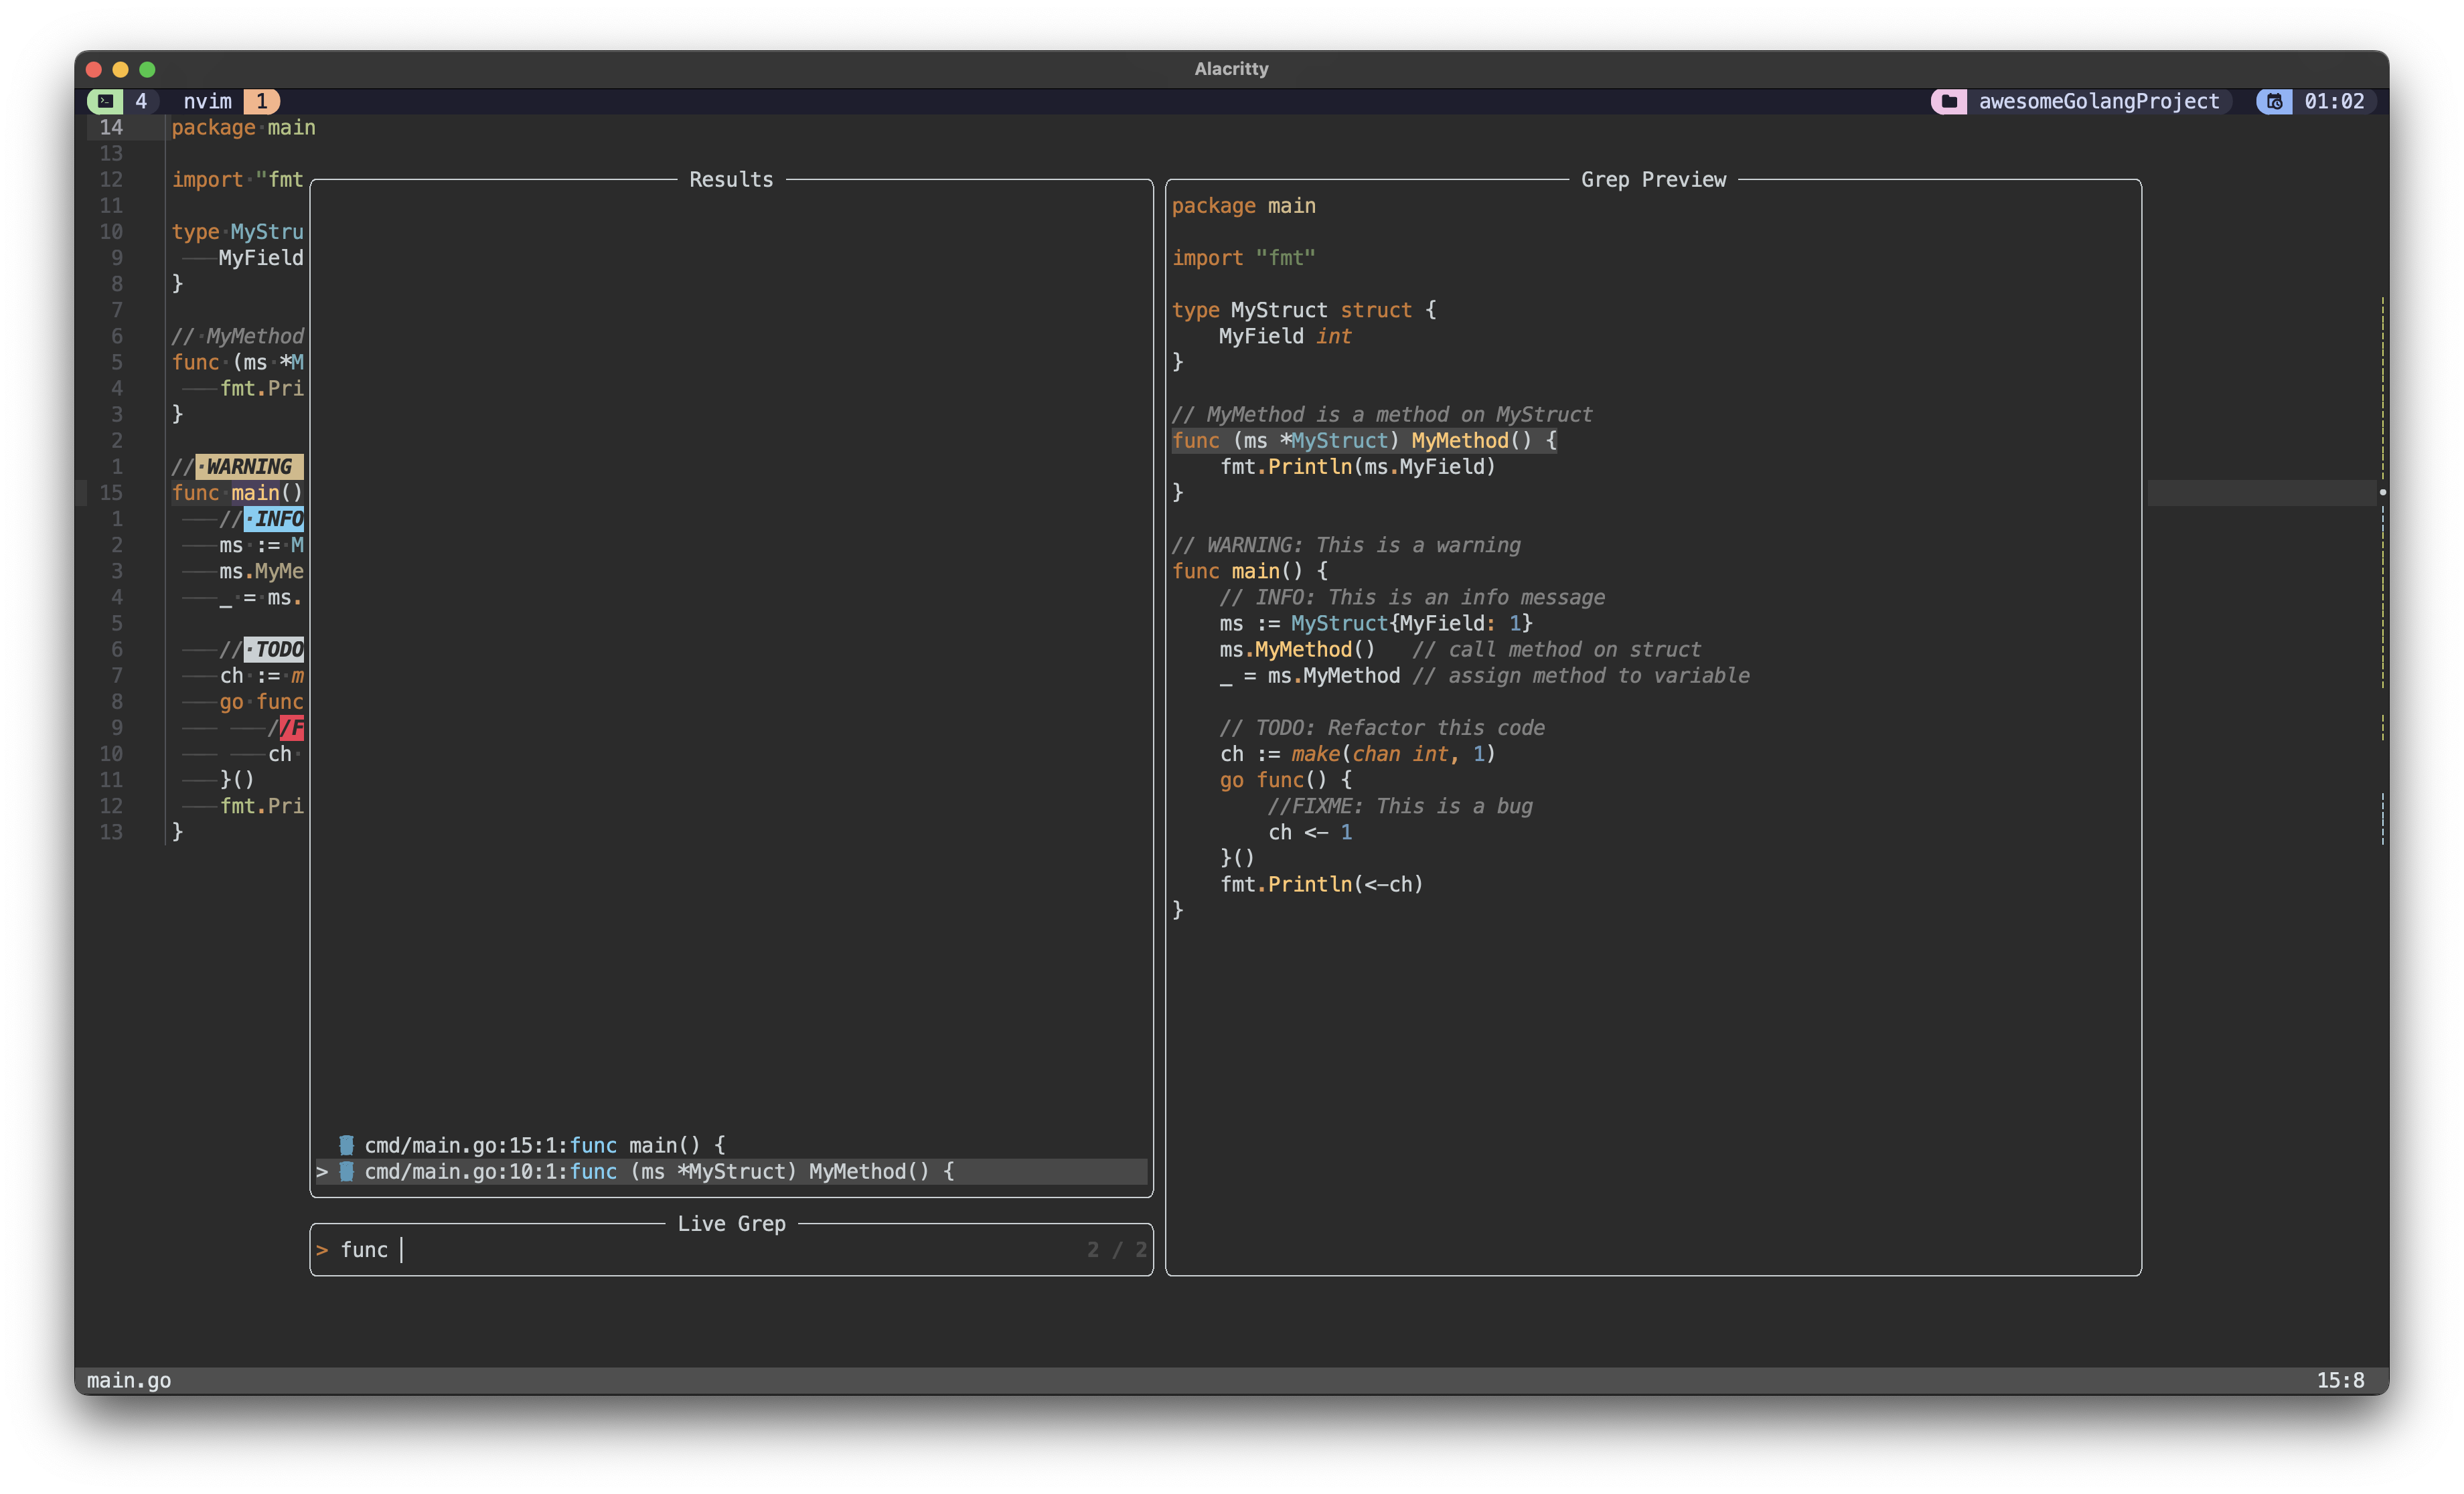 Alacritty
4 nvim 1 awesomeGolangProject 01:02
14 package main
13
12 import "fmt
11
10 type MyStru
9 MyField
8 }
7
6 // MyMethod
5 func (ms *M
4 fmt.Pri
3 }
2
1 // WARNING
15 func main()
1 // INFO
2 ms := M
3 ms.MyMe
4 _ = ms.
5
6 // TODO
7 ch := m
8 go func
9 //F
10 ch
11 }()
12 fmt.Pri
13 }
Results
cmd/main.go:15:1:func main() {
> cmd/main.go:10:1:func (ms *MyStruct) MyMethod() {
Live Grep
> func 2 / 2
Grep Preview
package main
import "fmt"
type MyStruct struct {
MyField int
}
// MyMethod is a method on MyStruct
func (ms *MyStruct) MyMethod() {
fmt.Println(ms.MyField)
}
// WARNING: This is a warning
func main() {
// INFO: This is an info message
ms := MyStruct{MyField: 1}
ms.MyMethod() // call method on struct
_ = ms.MyMethod // assign method to variable
// TODO: Refactor this code
ch := make(chan int, 1)
go func() {
//FIXME: This is a bug
ch <- 1
}()
fmt.Println(<-ch)
}
main.go 15:8